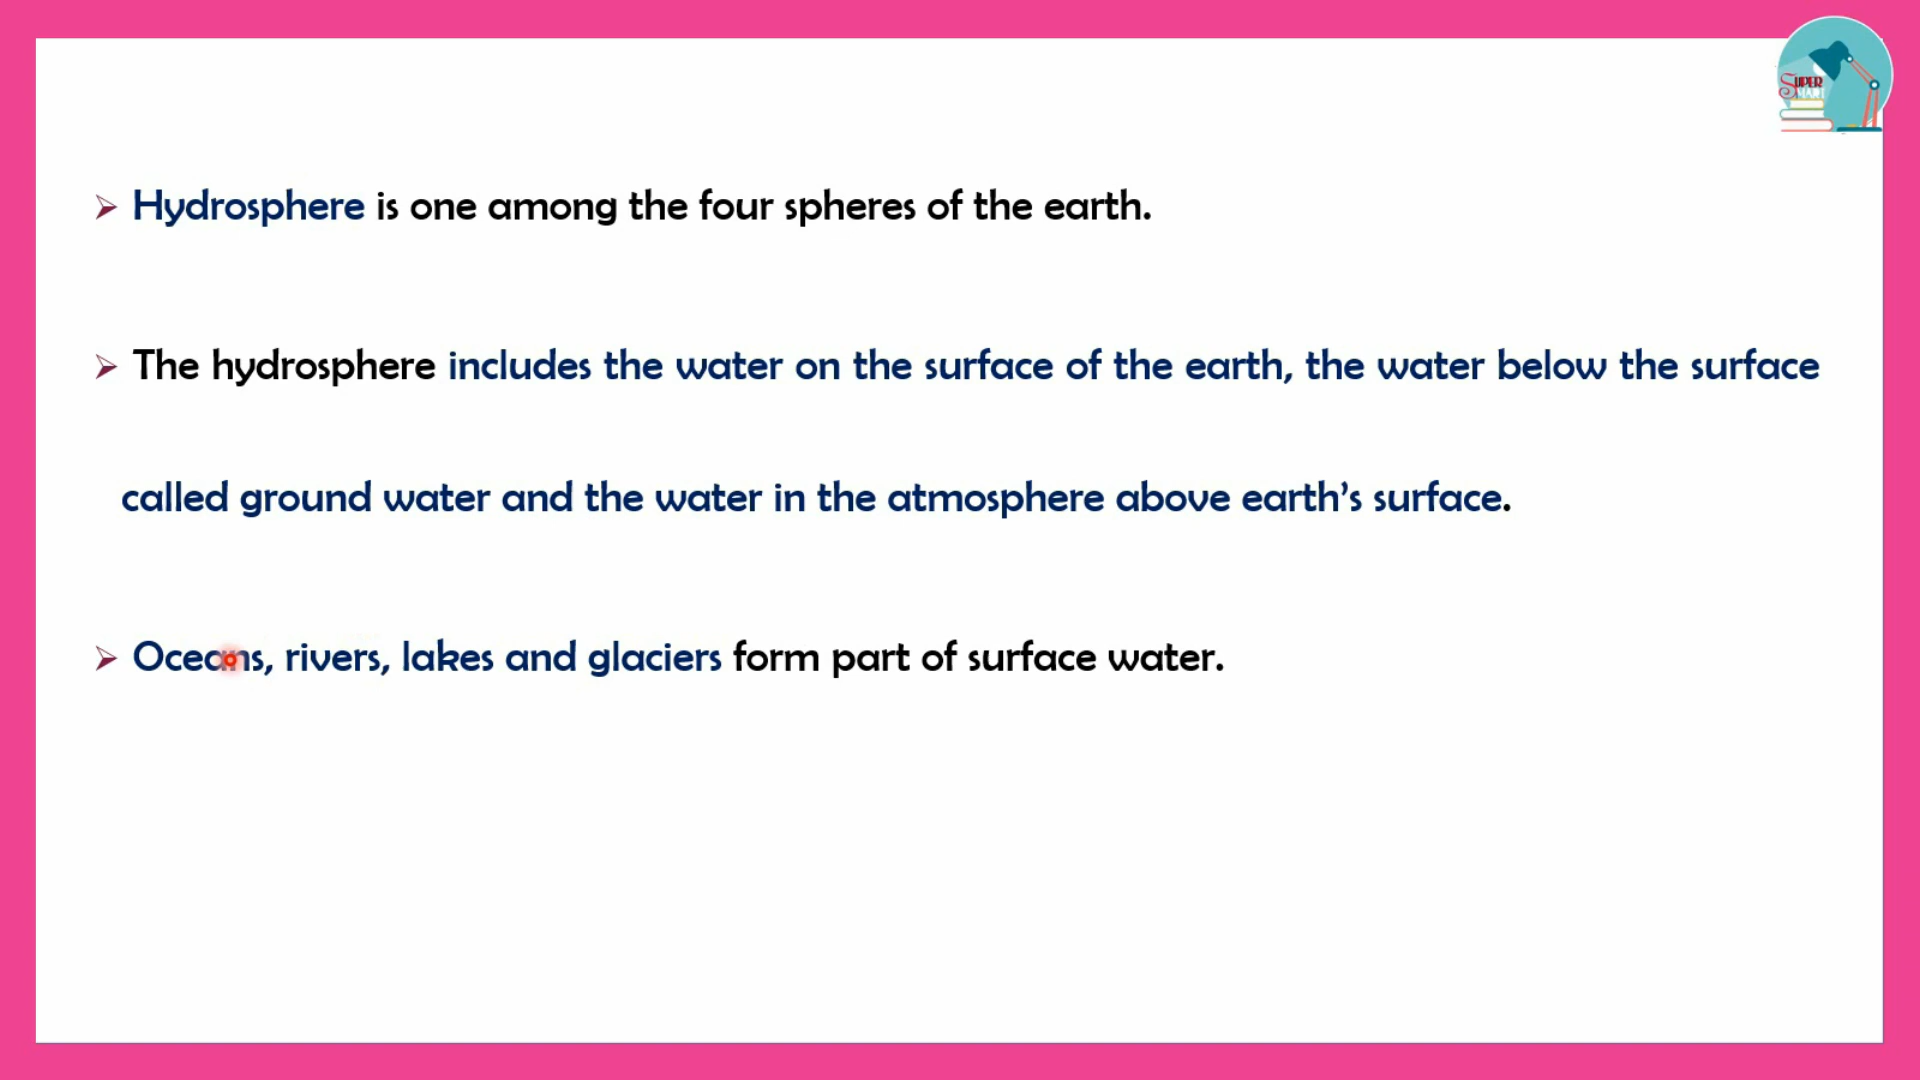 SUPER
SMART
➢ Hydrosphere is one among the four spheres of the earth.
➢ The hydrosphere includes the water on the surface of the earth, the water below the surface
called ground water and the water in the atmosphere above earth’s surface.
➢ Oceans, rivers, lakes and glaciers form part of surface water.